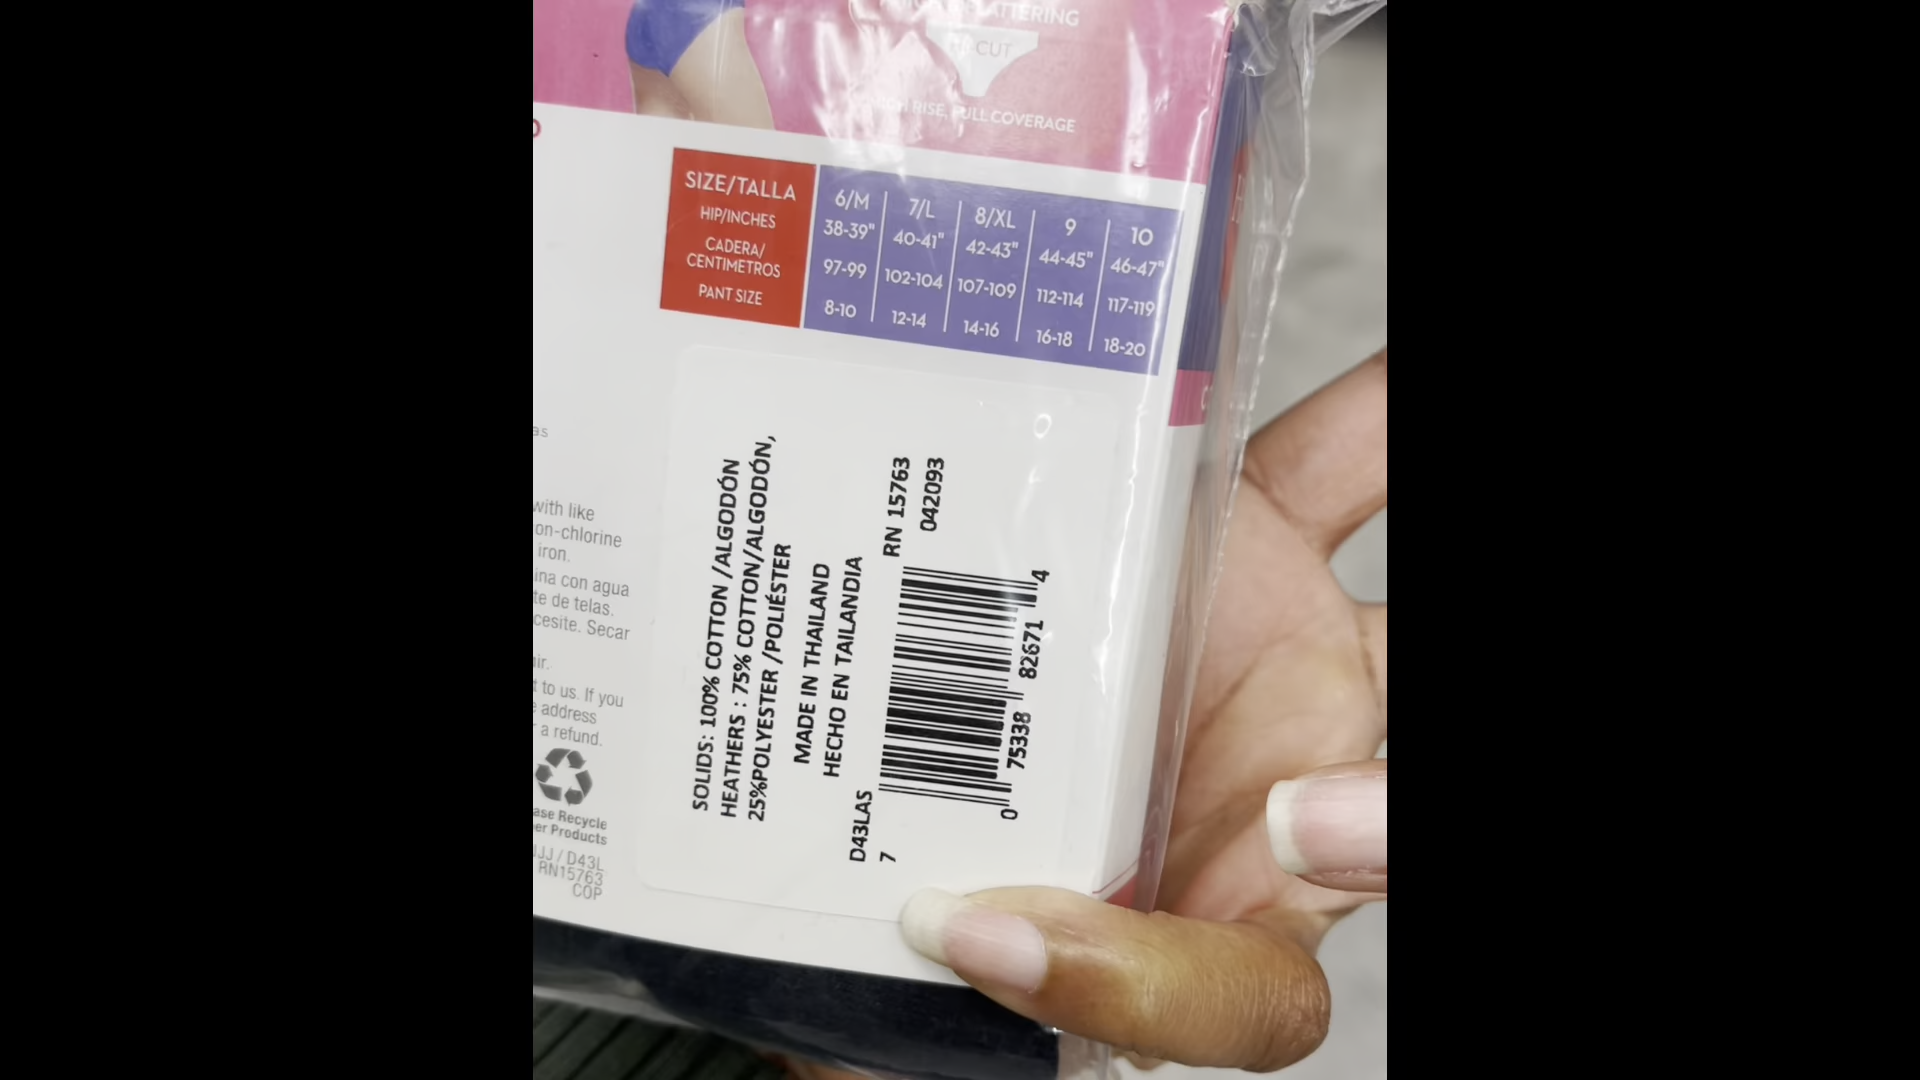 FLATTERING
HI-CUT
HIGH RISE, FULL COVERAGE
SIZE/TALLA 6/M 7/L 8/XL 9 10
HIP/INCHES 38-39" 40-41" 42-43" 44-45" 46-47"
CADERA/
CENTIMETROS 97-99 102-104 107-109 112-114 117-119
PANT SIZE 8-10 12-14 14-16 16-18 18-20
with like
on-chlorine
iron.
ina con agua
te de telas.
cesite. Secar
air.
t to us. If you
address
a refund.
ase Recycle
er Products
JJ / D43L
RN15763
COP
SOLIDS: 100% COTTON /ALGODÓN
HEATHERS : 75% COTTON/ALGODÓN,
25%POLYESTER /POLIÉSTER
MADE IN THAILAND
HECHO EN TAILANDIA
D43LAS
7
RN 15763
042093
0 75338 82671 4